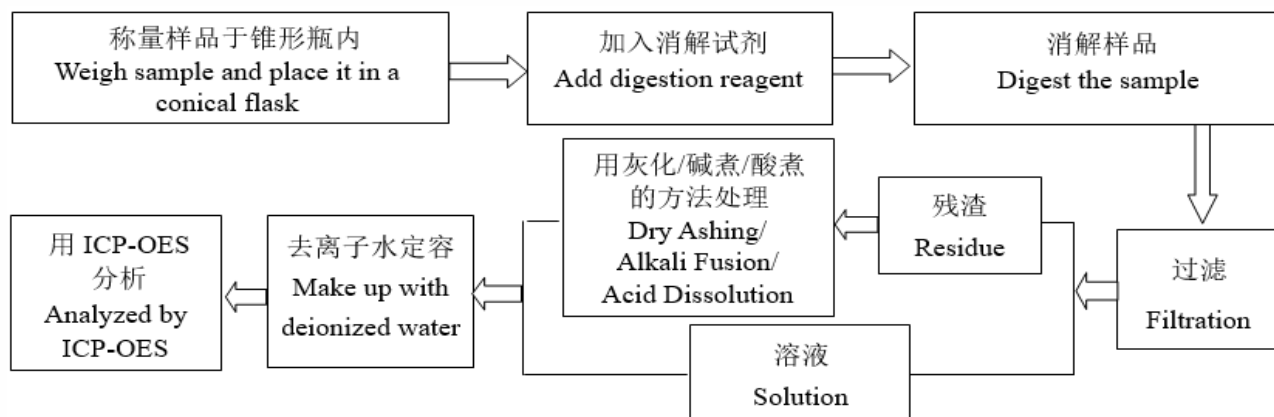 称量样品于锥形瓶内
Weigh sample and place it in a
conical flask
加入消解试剂
Add digestion reagent
消解样品
Digest the sample
过滤
Filtration
残渣
Residue
用灰化/碱煮/酸煮
的方法处理
Dry Ashing/
Alkali Fusion/
Acid Dissolution
溶液
Solution
去离子水定容
Make up with
deionized water
用 ICP-OES
分析
Analyzed by
ICP-OES